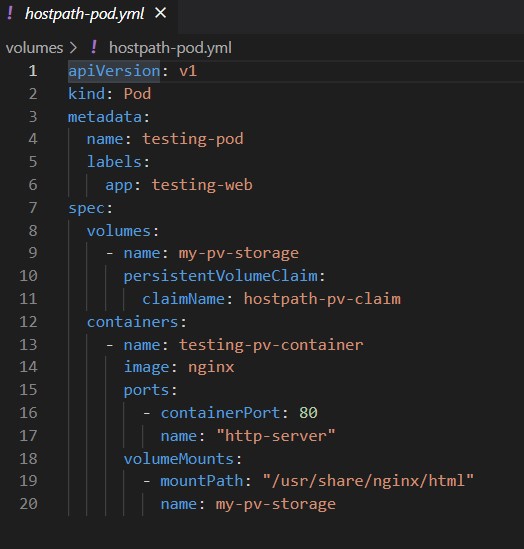 ! hostpath-pod.yml ×
volumes > ! hostpath-pod.yml
1 apiVersion: v1
2 kind: Pod
3 metadata:
4   name: testing-pod
5   labels:
6     app: testing-web
7 spec:
8   volumes:
9     - name: my-pv-storage
10       persistentVolumeClaim:
11         claimName: hostpath-pv-claim
12   containers:
13     - name: testing-pv-container
14       image: nginx
15       ports:
16         - containerPort: 80
17           name: "http-server"
18       volumeMounts:
19         - mountPath: "/usr/share/nginx/html"
20           name: my-pv-storage